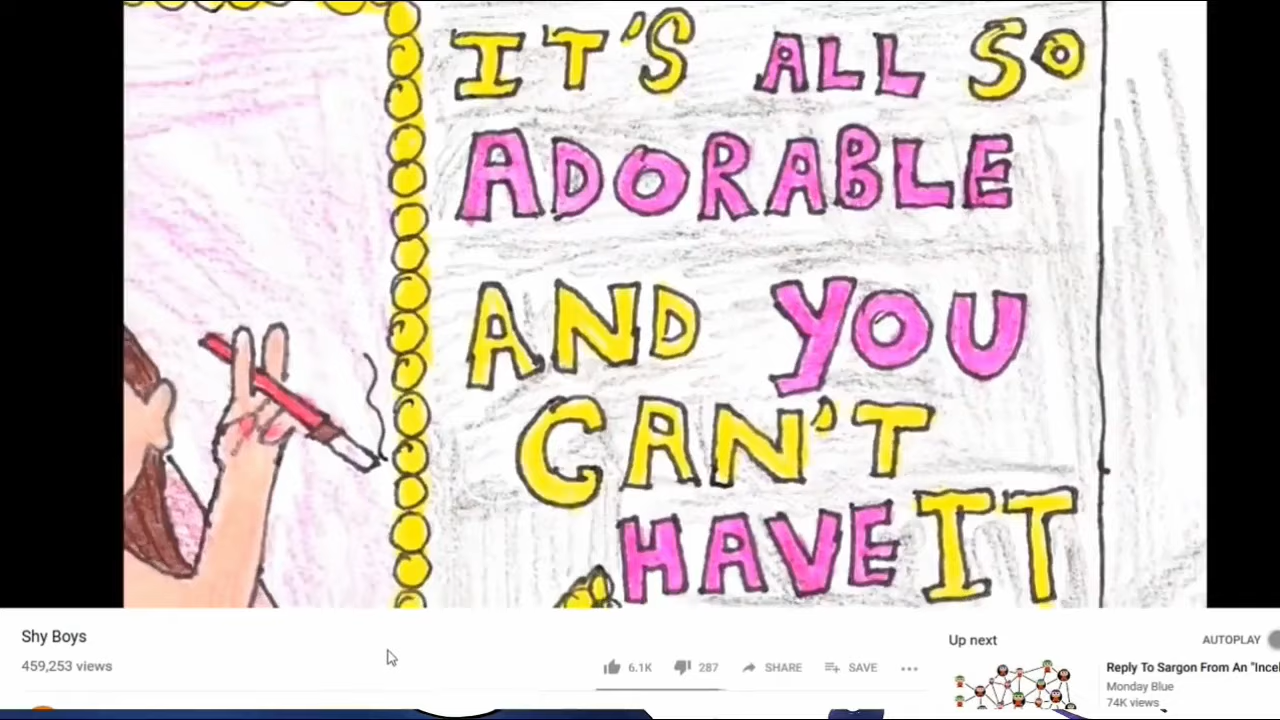 IT'S ALL SO
ADORABLE
AND YOU
CAN'T
HAVE IT
Shy Boys
459,253 views
6.1K
287
SHARE
SAVE
Up next
AUTOPLAY
Reply To Sargon From An "Incel
Monday Blue
74K views